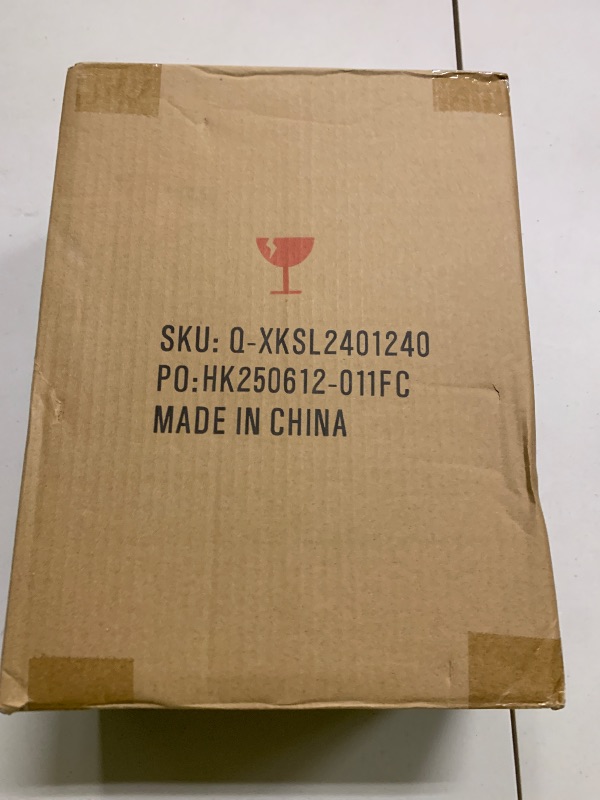 SKU: Q-XKSL2401240
PO:HK250612-011FC
MADE IN CHINA